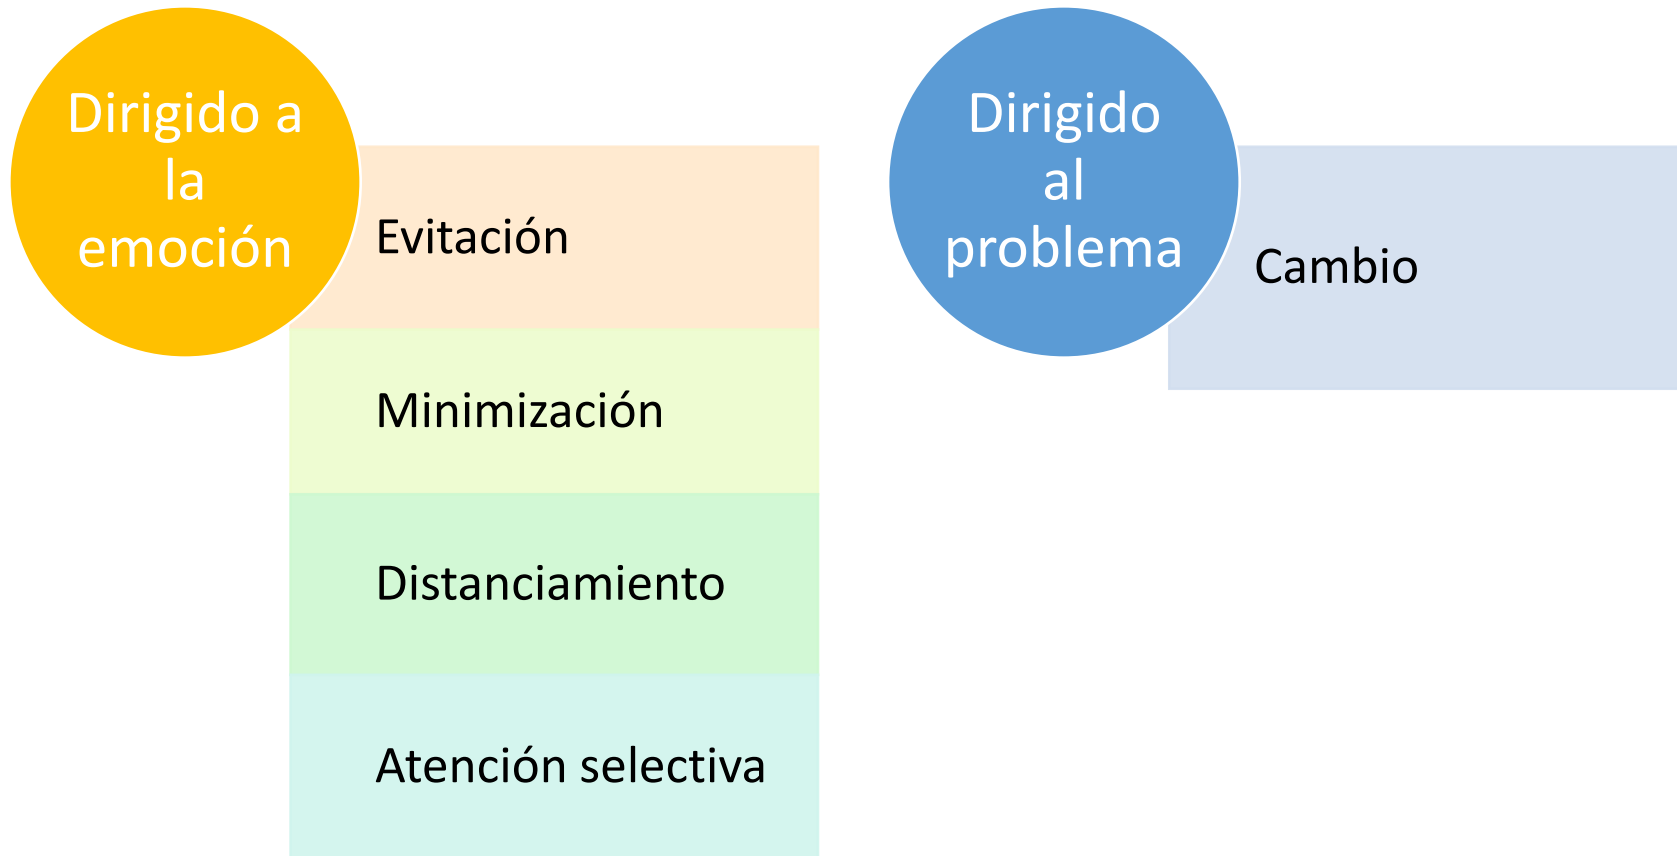 Dirigido a
la
emoción
Evitación
Minimización
Distanciamiento
Atención selectiva
Dirigido
al
problema
Cambio